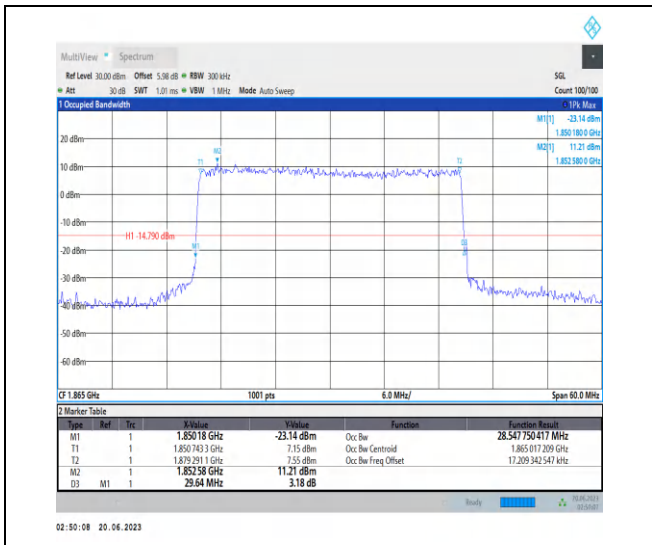 MultiView Spectrum
Ref Level 30.00 dBm Offset 5.98 dB RBW 300 kHz SGL
Att 30 dB SWT 1.01 ms VBW 1 MHz Mode Auto Sweep Count 100/100
1 Occupied Bandwidth 1Pk Max
M1[1] -23.14 dBm
1.850 180 0 GHz
M2[1] 11.21 dBm
1.852 580 0 GHz
20 dBm
M2
T1
T2
10 dBm
0 dBm
-10 dBm
H1 -14.790 dBm
M1
-20 dBm
-30 dBm
-40 dBm
-50 dBm
-60 dBm
CF 1.865 GHz 1001 pts 6.0 MHz/ Span 60.0 MHz
2 Marker Table
Type Ref Trc X-Value Y-Value Function Function Result
M1 1 1.85018 GHz -23.14 dBm Occ Bw 28.547 750 417 MHz
T1 1 1.850 743 3 GHz 7.15 dBm Occ Bw Centroid 1.865 017 209 GHz
T2 1 1.879 291 1 GHz 7.55 dBm Occ Bw Freq Offset 17.209 342 547 kHz
M2 1 1.852 58 GHz 11.21 dBm
D3 M1 1 29.64 MHz 3.18 dB
Ready 20.06.2023
02:50:08 20.06.2023